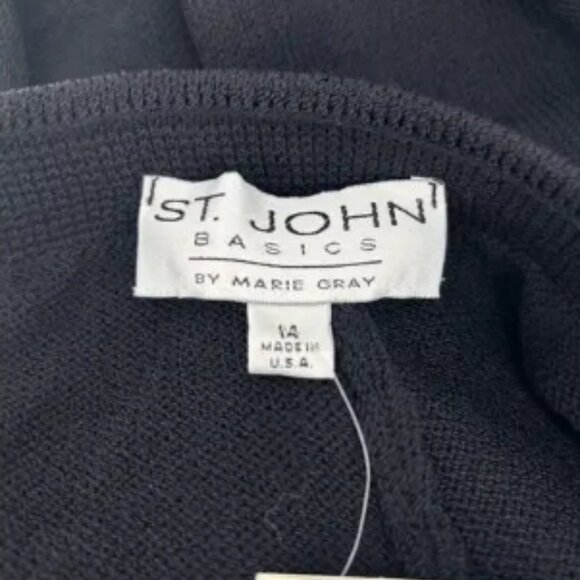 ST. JOHN
BASICS
BY MARIE GRAY
14
MADE IN
U.S.A.